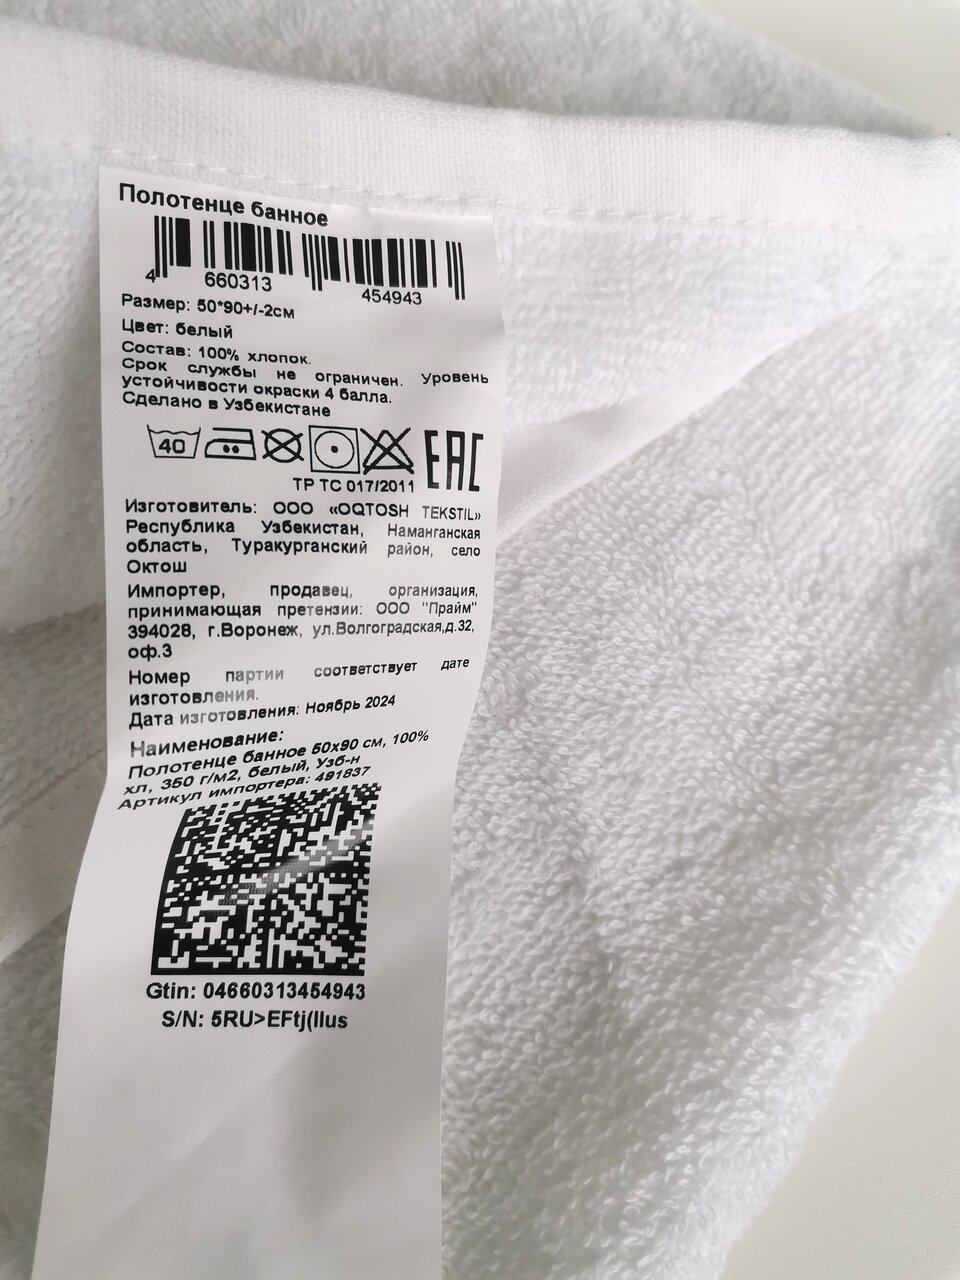 Полотенце банное
4 660313 454943
Размер: 50*90+/-2см
Цвет: белый
Состав: 100% хлопок.
Срок службы не ограничен. Уровень
устойчивости окраски 4 балла.
Сделано в Узбекистане
40
EAC
ТР ТС 017/2011
Изготовитель: ООО «OQTOSH TEKSTIL»
Республика Узбекистан, Наманганская
область, Туракурганский район, село
Октош
Импортер, продавец, организация,
принимающая претензии: ООО "Прайм"
394028, г.Воронеж, ул.Волгоградская,д.32,
оф.3
Номер партии соответствует дате
изготовления.
Дата изготовления: Ноябрь 2024
Наименование:
Полотенце банное 50х90 см, 100%
хл, 350 г/м2, белый, Узб-н
Артикул импортера: 491837
Gtin: 04660313454943
S/N: 5RU>EFtj(IIus